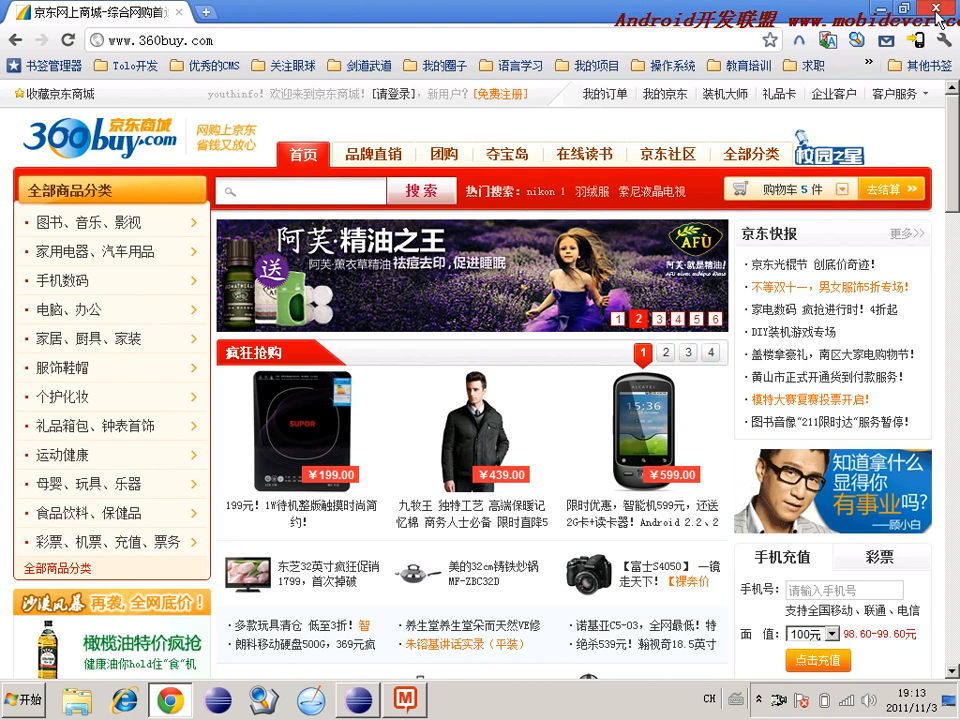 京东网上商城-综合网购首
Android开发联盟 www.mobidever.c
www.360buy.com
书签管理器 Tolo开发 优秀的CMS 关注眼球 剑道武道 我的圈子 语言学习 我的项目 操作系统 教育培训 求职 » 其他书签
收藏京东商城 youthinfo! 欢迎来到京东商城! [请登录], 新用户? [免费注册] 我的订单 我的京东 装机大师 礼品卡 企业客户 客户服务
360buy.com 京东商城
网购上京东
省钱又放心
首页 品牌直销 团购 夺宝岛 在线读书 京东社区 全部分类 校园之星
全部商品分类
搜 索 热门搜索: nikon 1 羽绒服 索尼液晶电视 购物车 5 件 去结算 »
图书、音乐、影视
家用电器、汽车用品
手机数码
电脑、办公
家居、厨具、家装
服饰鞋帽
个护化妆
礼品箱包、钟表首饰
运动健康
母婴、玩具、乐器
食品饮料、保健品
彩票、机票、充值、票务
全部商品分类
沙漠风暴 再袭,全网底价!
橄榄油特价疯抢
健康油你hold住"食"机
阿芙·精油之王
送 阿芙·薰衣草精油 祛痘去印,促进睡眠
AFU
阿芙·就是精油!
1 2 3 4 5 6
疯狂抢购 1 2 3 4
SUPOR
ALCATEL
15:36
¥199.00 ¥439.00 ¥599.00
199元! 1W待机整版触摸时尚简约!
九牧王 独特工艺 高端保暖记忆棉 商务人士必备 限时直降5
限时优惠，智能机599元，还送2G卡+读卡器! Android 2.2、2
东芝32英寸疯狂促销1799，首次掉破
美的32cm铸铁炒锅 MF-ZBC32D
【富士S4050】 一镜走天下! 【裸奔价
·多款玩具清仓 低至3折! 智
·朗科移动硬盘500G, 369元疯
·养生堂养生堂朵而天然VE修
·朱镕基讲话实录（平装）
·诺基亚C5-03，全网最低! 特
·绝杀539元! 翰视奇18.5英寸
京东快报 更多>>
·京东光棍节 创底价奇迹!
·不等双十一，男女服饰5折专场!
·家电数码 疯抢进行时! 4折起
·DIY装机游戏专场
·盖楼拿豪礼，南区大家电购物节!
·黄山市正式开通货到付款服务!
·模特大赛夏赛投票开启!
·图书音像"211限时达"服务暂停!
知道拿什么
显得你
有事业吗?
——顾小白
手机充值 彩票
手机号: 请输入手机号
支持全国移动、联通、电信
面 值: 100元 98.60-99.60元
点击充值
开始 CH 19:13
2011/11/3